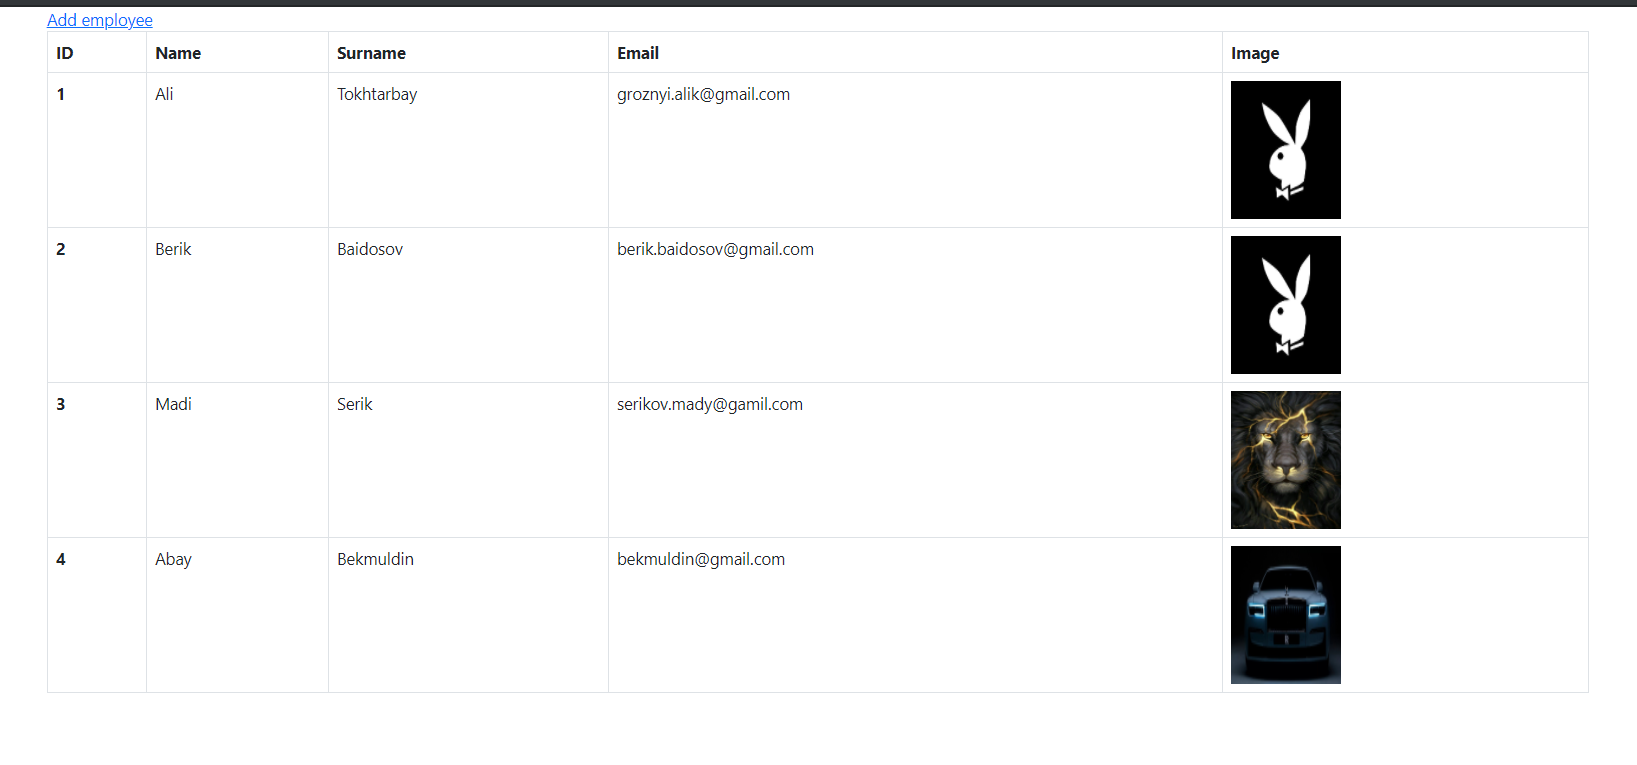 Add employee
ID Name Surname Email Image
1 Ali Tokhtarbay groznyi.alik@gmail.com
2 Berik Baidosov berik.baidosov@gmail.com
3 Madi Serik serikov.mady@gamil.com
4 Abay Bekmuldin bekmuldin@gmail.com